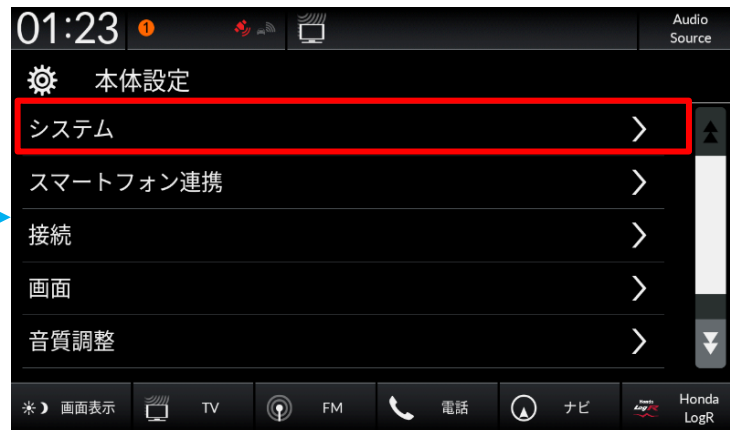 01:23 1 Audio
Source
本体設定
システム
スマートフォン連携
接続
画面
音質調整
画面表示 TV FM 電話 ナビ Honda
LogR